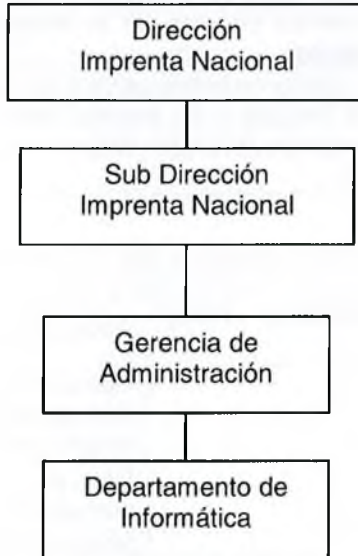 Dirección
Imprenta Nacional
Sub Dirección
Imprenta Nacional
Gerencia de
Administración
Departamento de
Informática